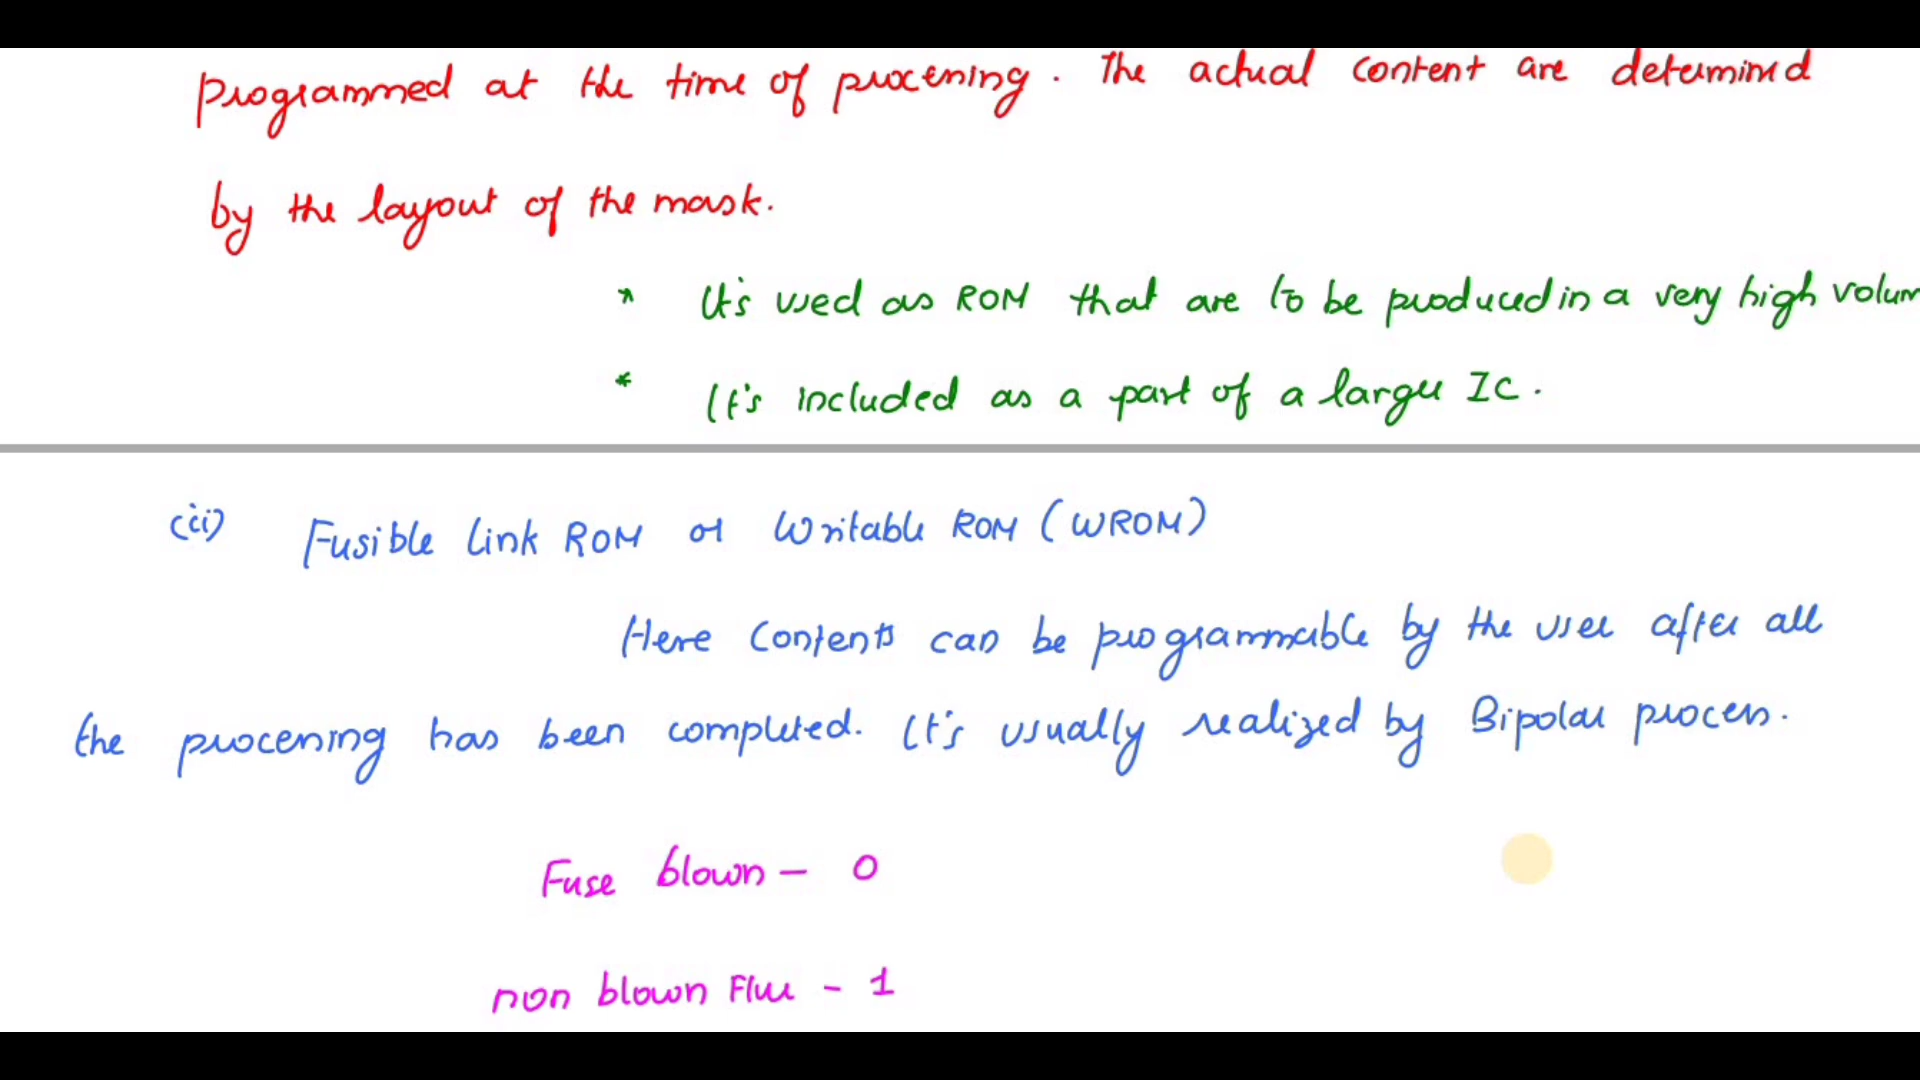 programmed at the time of processing. The actual content are determined
by the layout of the mask.
* It's used as ROM that are to be produced in a very high volum
* It's included as a part of a larger IC.
(ii) Fusible link ROM or Writable ROM (WROM)
Here Contents can be programmable by the user after all
the processing has been completed. It's usually realized by Bipolar process.
Fuse blown - 0
non blown Fuse - 1